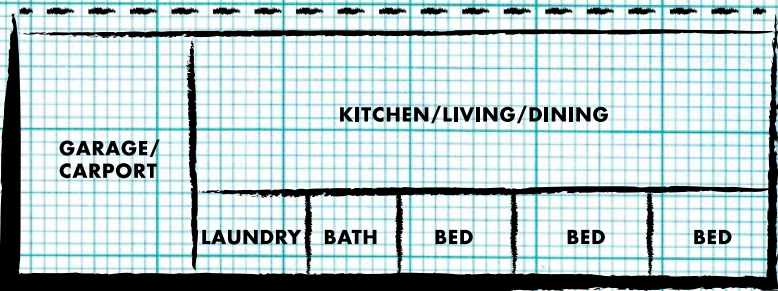 KITCHEN/LIVING/DINING
GARAGE/
CARPORT
LAUNDRY
BATH
BED
BED
BED